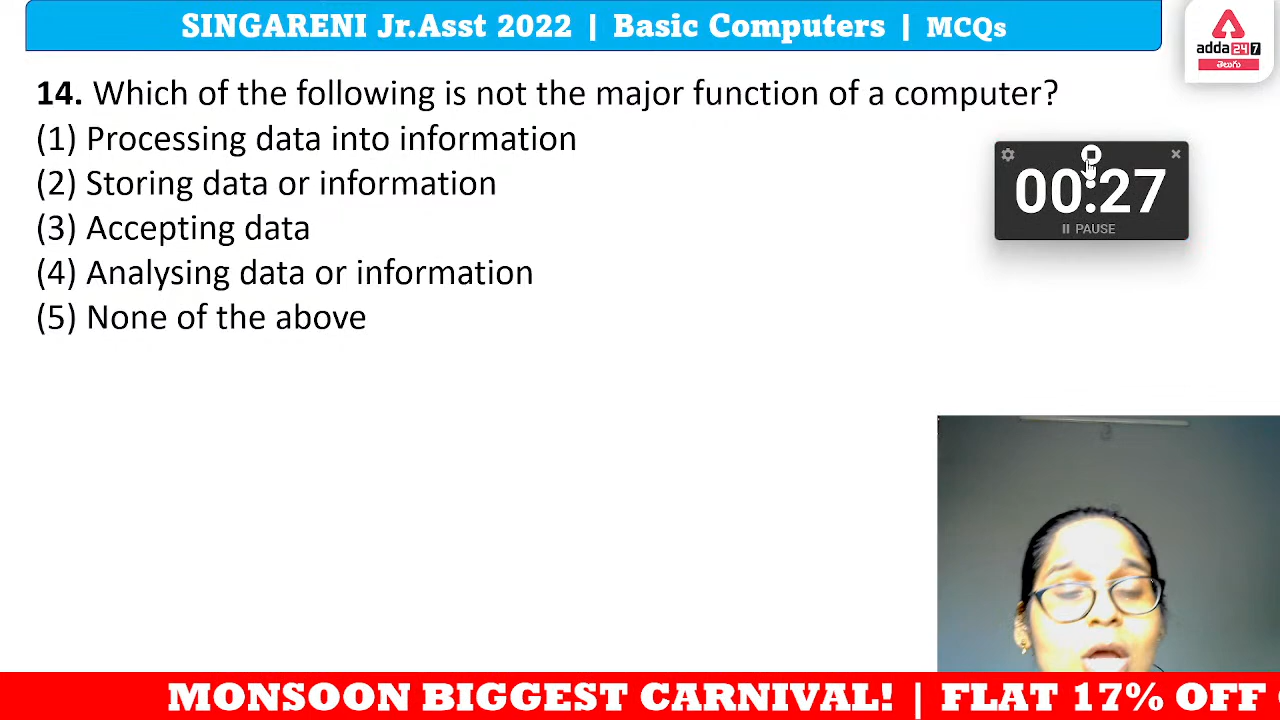 SINGARENI Jr.Asst 2022 | Basic Computers | MCQs
adda247
తెలుగు
14. Which of the following is not the major function of a computer?
(1) Processing data into information
(2) Storing data or information
(3) Accepting data
(4) Analysing data or information
(5) None of the above
00:27
PAUSE
MONSOON BIGGEST CARNIVAL! | FLAT 17% OFF